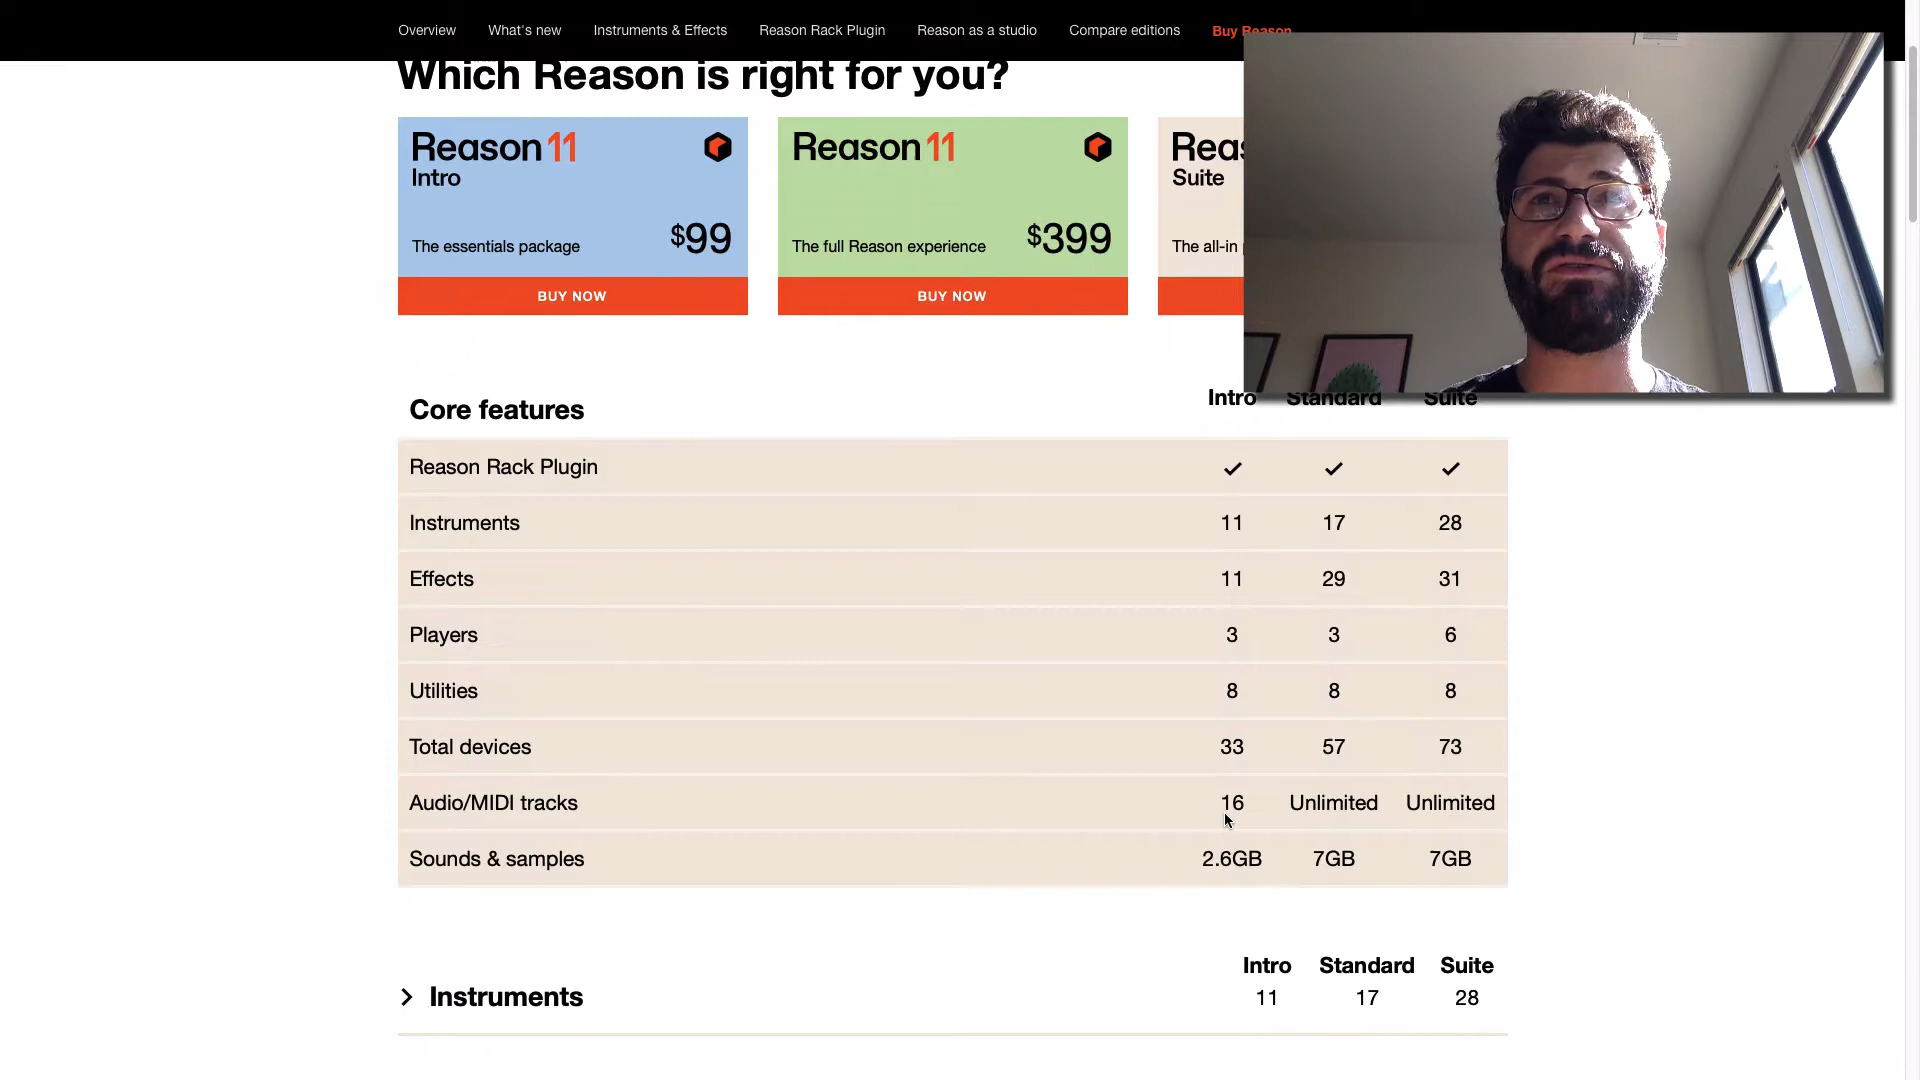 Overview What's new Instruments & Effects Reason Rack Plugin Reason as a studio Compare editions Buy Reason
Which Reason is right for you?
Reason 11
Intro
The essentials package $99
BUY NOW
Reason 11
The full Reason experience $399
BUY NOW
Reas
Suite
The all-in
Core features Intro Standard Suite
Reason Rack Plugin ✓ ✓ ✓
Instruments 11 17 28
Effects 11 29 31
Players 3 3 6
Utilities 8 8 8
Total devices 33 57 73
Audio/MIDI tracks 16 Unlimited Unlimited
Sounds & samples 2.6GB 7GB 7GB
Intro Standard Suite
Instruments 11 17 28